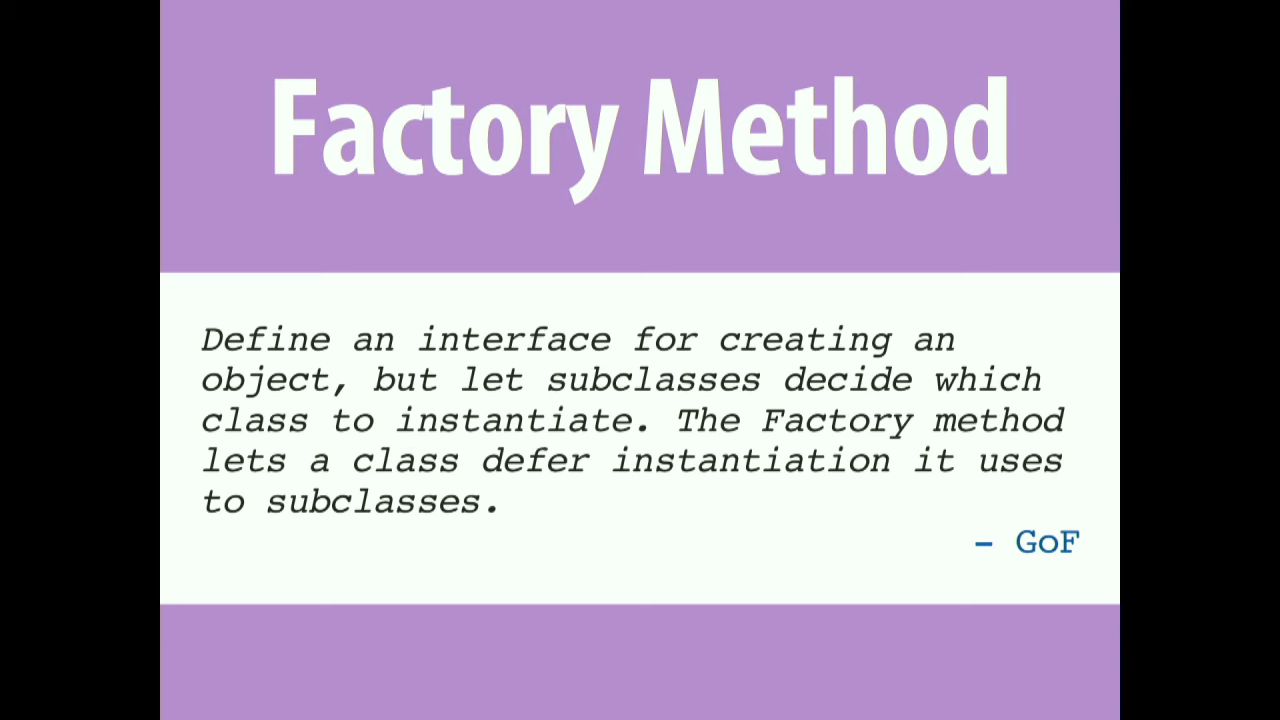 Factory Method
Define an interface for creating an
object, but let subclasses decide which
class to instantiate. The Factory method
lets a class defer instantiation it uses
to subclasses.
– GoF